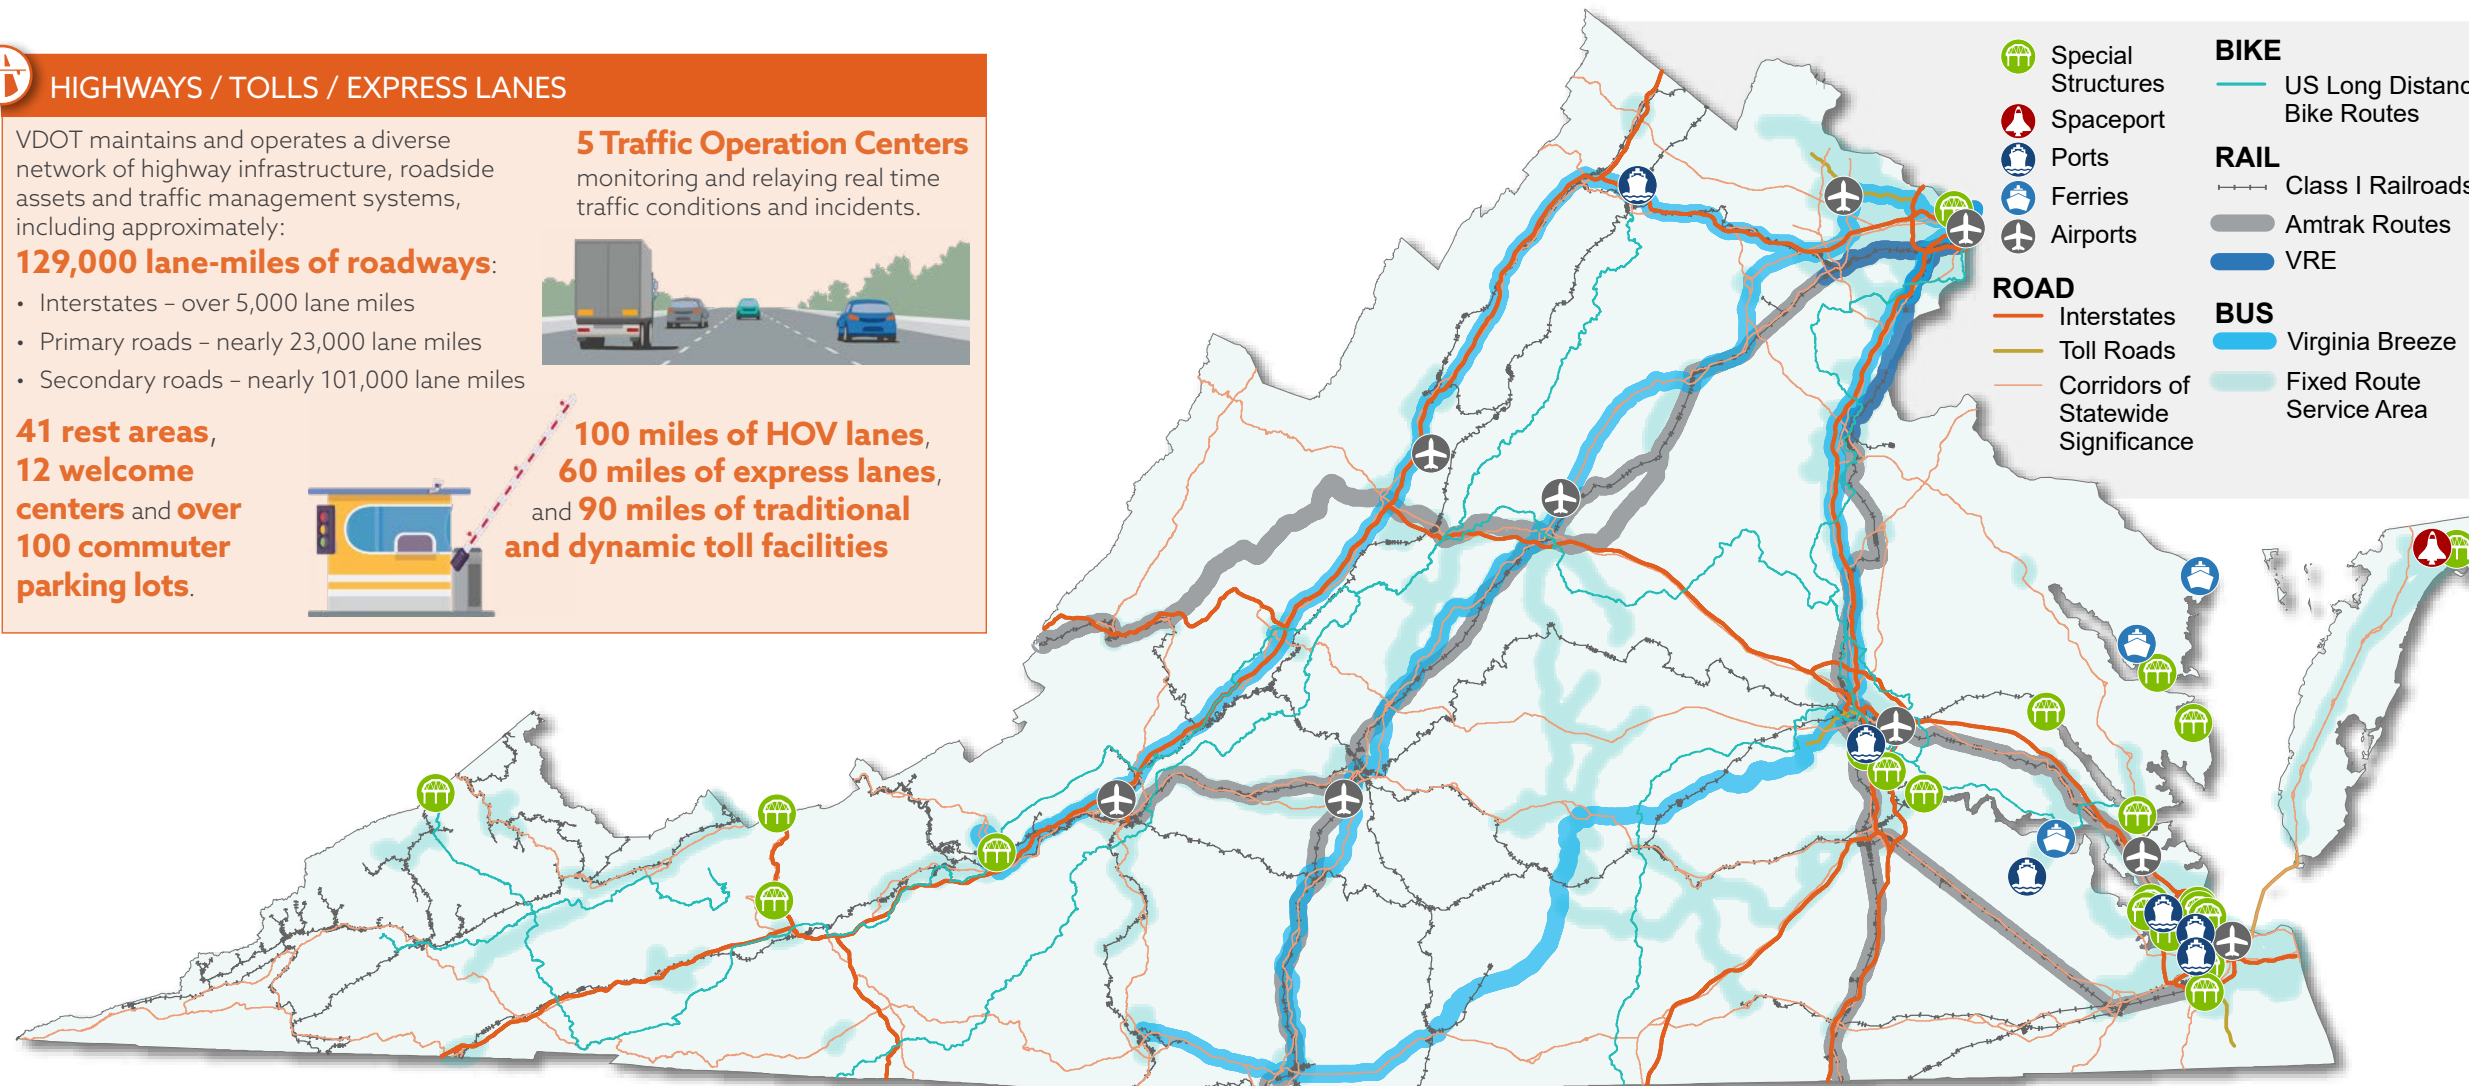 HIGHWAYS / TOLLS / EXPRESS LANES
VDOT maintains and operates a diverse
network of highway infrastructure, roadside
assets and traffic management systems,
including approximately:
129,000 lane-miles of roadways:
• Interstates – over 5,000 lane miles
• Primary roads – nearly 23,000 lane miles
• Secondary roads – nearly 101,000 lane miles
41 rest areas,
12 welcome
centers and over
100 commuter
parking lots.
5 Traffic Operation Centers
monitoring and relaying real time
traffic conditions and incidents.
100 miles of HOV lanes,
60 miles of express lanes,
and 90 miles of traditional
and dynamic toll facilities
Special
Structures
Spaceport
Ports
Ferries
Airports
ROAD
Interstates
Toll Roads
Corridors of
Statewide
Significance
BIKE
US Long Distanc
Bike Routes
RAIL
Class I Railroads
Amtrak Routes
VRE
BUS
Virginia Breeze
Fixed Route
Service Area